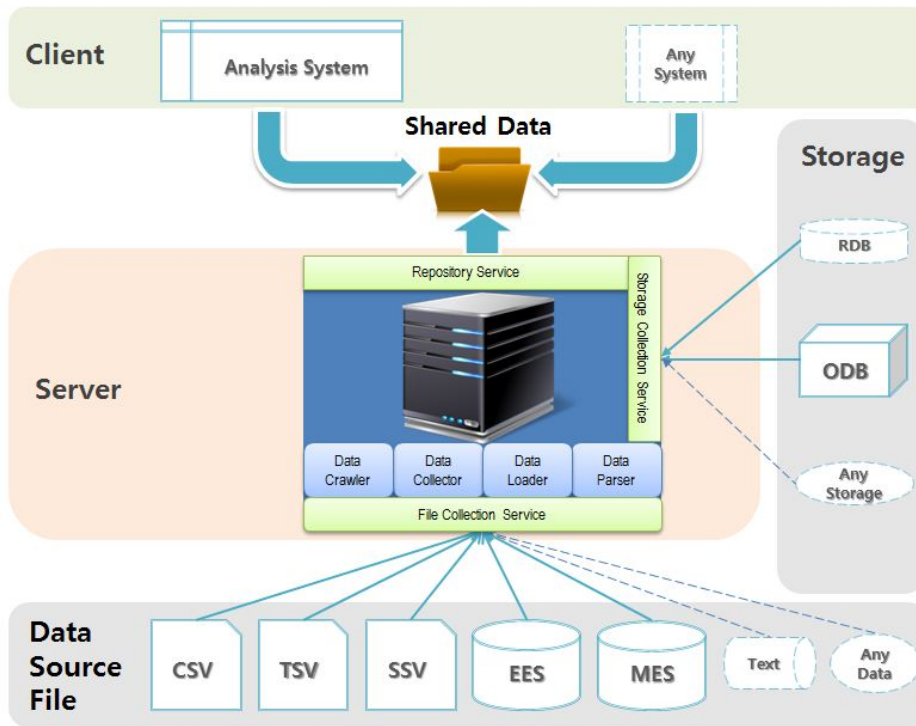 Client
Analysis System
Any
System
Shared Data
Storage
RDB
ODB
Any
Storage
Server
Repository Service
Storage Collection Service
Data
Crawler
Data
Collector
Data
Loader
Data
Parser
File Collection Service
Data
Source
File
CSV
TSV
SSV
EES
MES
Text
Any
Data